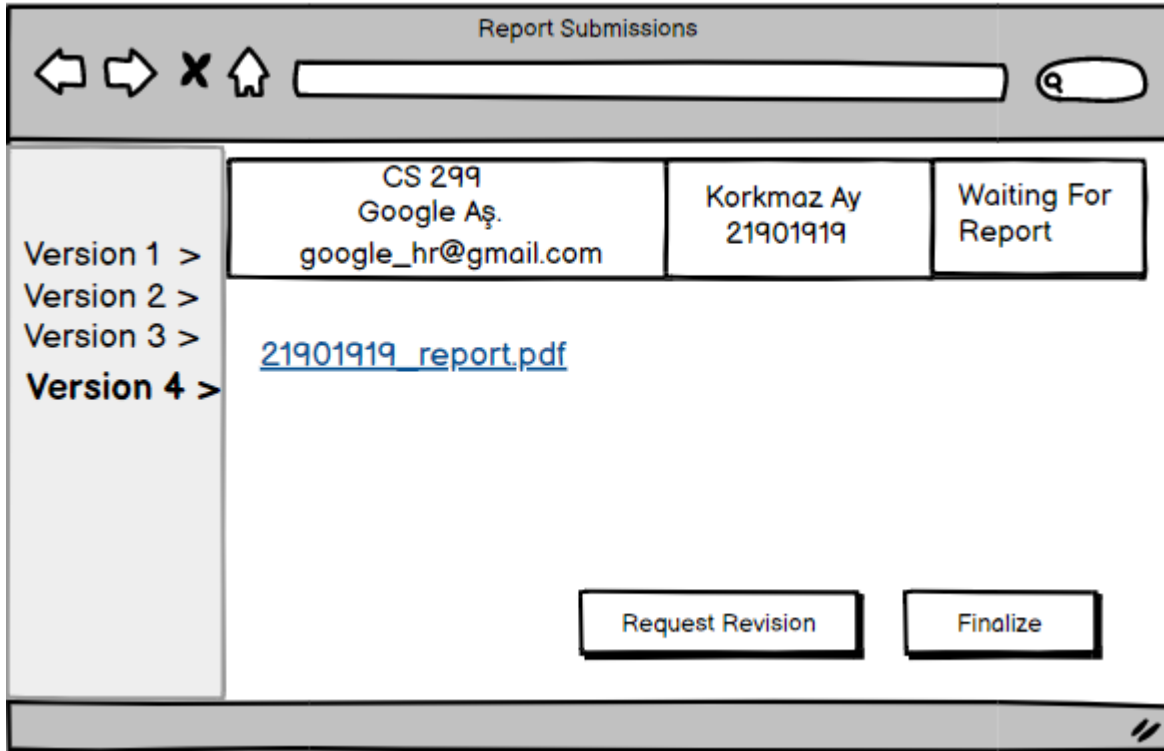 Report Submissions
CS 299
Google Aş.
google_hr@gmail.com
Korkmaz Ay
21901919
Waiting For
Report
Version 1 >
Version 2 >
Version 3 >
Version 4 >
21901919_report.pdf
Request Revision
Finalize